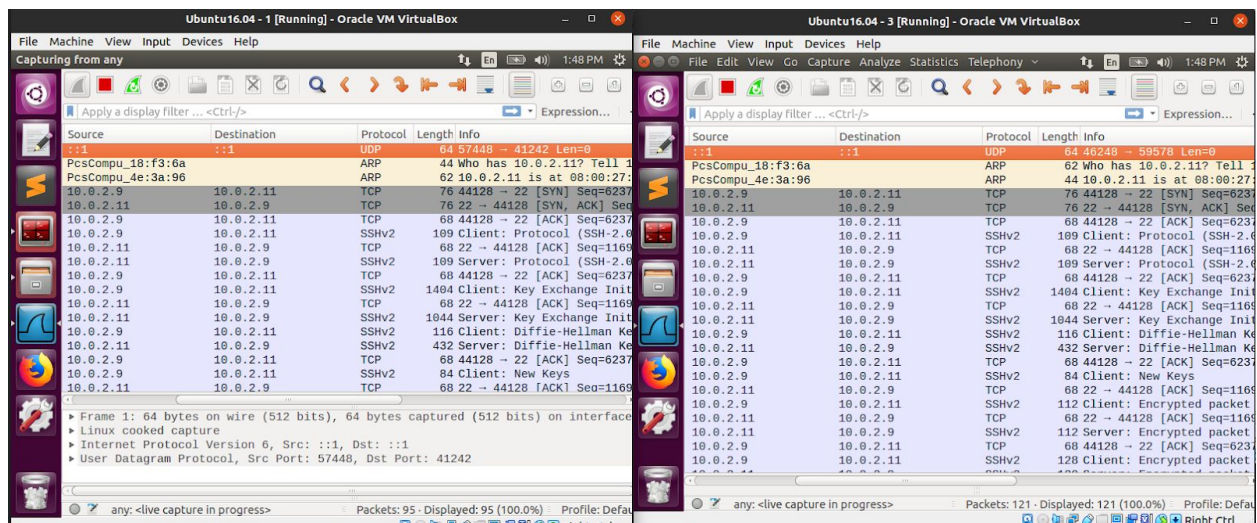 Ubuntu16.04 - 1 [Running] - Oracle VM VirtualBox
File Machine View Input Devices Help
Capturing from any
En 1:48 PM
Apply a display filter ... <Ctrl-/>
Expression...
Source Destination Protocol Length Info
::1 ::1 UDP 64 57448 → 41242 Len=0
PcsCompu_18:f3:6a ARP 44 Who has 10.0.2.11? Tell 1
PcsCompu_4e:3a:96 ARP 62 10.0.2.11 is at 08:00:27:
10.0.2.9 10.0.2.11 TCP 76 44128 → 22 [SYN] Seq=6237
10.0.2.11 10.0.2.9 TCP 76 22 → 44128 [SYN, ACK] Seq
10.0.2.9 10.0.2.11 TCP 68 44128 → 22 [ACK] Seq=6237
10.0.2.9 10.0.2.11 SSHv2 109 Client: Protocol (SSH-2.0
10.0.2.11 10.0.2.9 TCP 68 22 → 44128 [ACK] Seq=1169
10.0.2.11 10.0.2.9 SSHv2 109 Server: Protocol (SSH-2.0
10.0.2.9 10.0.2.11 TCP 68 44128 → 22 [ACK] Seq=6237
10.0.2.9 10.0.2.11 SSHv2 1404 Client: Key Exchange Init
10.0.2.11 10.0.2.9 TCP 68 22 → 44128 [ACK] Seq=1169
10.0.2.11 10.0.2.9 SSHv2 1044 Server: Key Exchange Init
10.0.2.9 10.0.2.11 SSHv2 116 Client: Diffie-Hellman Ke
10.0.2.11 10.0.2.9 SSHv2 432 Server: Diffie-Hellman Ke
10.0.2.9 10.0.2.11 TCP 68 44128 → 22 [ACK] Seq=6237
10.0.2.9 10.0.2.11 SSHv2 84 Client: New Keys
10.0.2.11 10.0.2.9 TCP 68 22 → 44128 [ACK] Seq=1169
Frame 1: 64 bytes on wire (512 bits), 64 bytes captured (512 bits) on interface
Linux cooked capture
Internet Protocol Version 6, Src: ::1, Dst: ::1
User Datagram Protocol, Src Port: 57448, Dst Port: 41242
any: <live capture in progress> Packets: 95 · Displayed: 95 (100.0%) Profile: Defau
Ubuntu16.04 - 3 [Running] - Oracle VM VirtualBox
File Machine View Input Devices Help
File Edit View Go Capture Analyze Statistics Telephony En 1:48 PM
Apply a display filter ... <Ctrl-/>
Expression...
Source Destination Protocol Length Info
::1 ::1 UDP 64 46248 → 59578 Len=0
PcsCompu_18:f3:6a ARP 62 Who has 10.0.2.11? Tell 1
PcsCompu_4e:3a:96 ARP 44 10.0.2.11 is at 08:00:27:
10.0.2.9 10.0.2.11 TCP 76 44128 → 22 [SYN] Seq=6237
10.0.2.11 10.0.2.9 TCP 76 22 → 44128 [SYN, ACK] Seq
10.0.2.9 10.0.2.11 TCP 68 44128 → 22 [ACK] Seq=6237
10.0.2.9 10.0.2.11 SSHv2 109 Client: Protocol (SSH-2.0
10.0.2.11 10.0.2.9 TCP 68 22 → 44128 [ACK] Seq=1169
10.0.2.11 10.0.2.9 SSHv2 109 Server: Protocol (SSH-2.0
10.0.2.9 10.0.2.11 TCP 68 44128 → 22 [ACK] Seq=6237
10.0.2.9 10.0.2.11 SSHv2 1404 Client: Key Exchange Init
10.0.2.11 10.0.2.9 TCP 68 22 → 44128 [ACK] Seq=1169
10.0.2.11 10.0.2.9 SSHv2 1044 Server: Key Exchange Init
10.0.2.9 10.0.2.11 SSHv2 116 Client: Diffie-Hellman Ke
10.0.2.11 10.0.2.9 SSHv2 432 Server: Diffie-Hellman Ke
10.0.2.9 10.0.2.11 TCP 68 44128 → 22 [ACK] Seq=6237
10.0.2.9 10.0.2.11 SSHv2 84 Client: New Keys
10.0.2.11 10.0.2.9 TCP 68 22 → 44128 [ACK] Seq=1169
10.0.2.9 10.0.2.11 SSHv2 112 Client: Encrypted packet
10.0.2.11 10.0.2.9 TCP 68 22 → 44128 [ACK] Seq=1169
10.0.2.11 10.0.2.9 SSHv2 112 Server: Encrypted packet
10.0.2.9 10.0.2.11 TCP 68 44128 → 22 [ACK] Seq=6237
10.0.2.9 10.0.2.11 SSHv2 128 Client: Encrypted packet
any: <live capture in progress> Packets: 121 · Displayed: 121 (100.0%) Profile: Defau
Right Ctrl